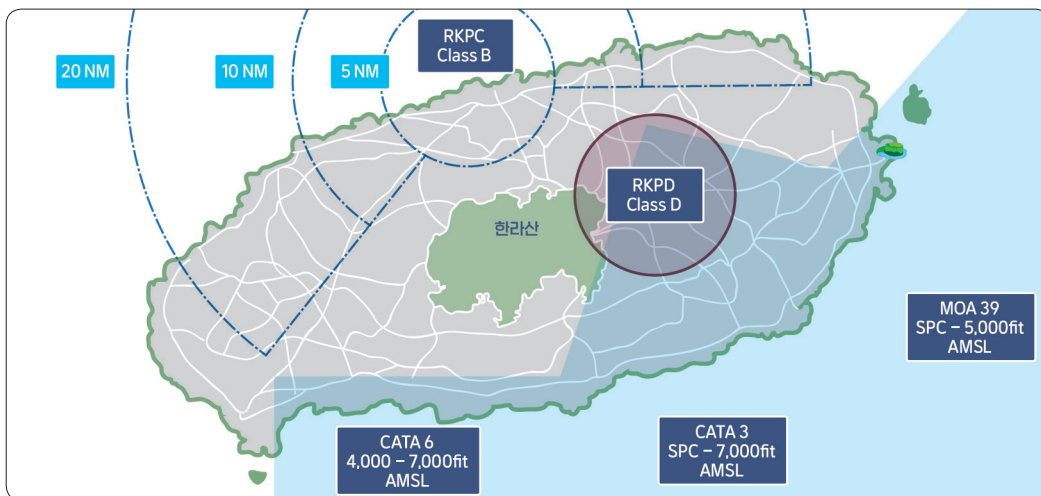 RKPC
Class B
20 NM
10 NM
5 NM
RKPD
Class D
한라산
MOA 39
SPC – 5,000fit
AMSL
CATA 6
4,000 – 7,000fit
AMSL
CATA 3
SPC – 7,000fit
AMSL